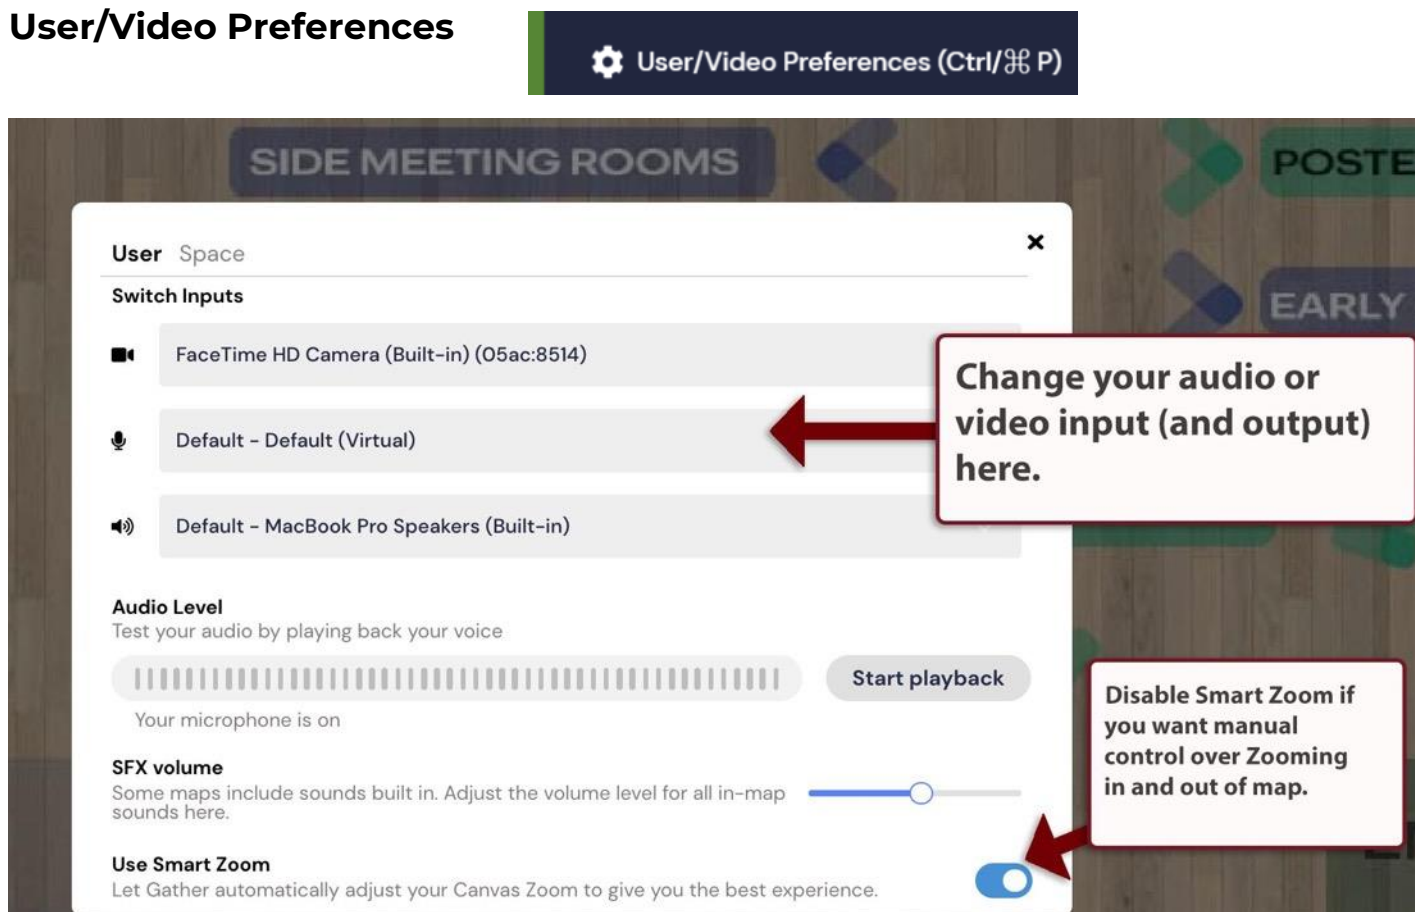 User/Video Preferences
User/Video Preferences (Ctrl/⌘ P)
SIDE MEETING ROOMS
POSTE
EARLY
User Space
Switch Inputs
FaceTime HD Camera (Built-in) (05ac:8514)
Default - Default (Virtual)
Default - MacBook Pro Speakers (Built-in)
Change your audio or
video input (and output)
here.
Audio Level
Test your audio by playing back your voice
Start playback
Your microphone is on
SFX volume
Some maps include sounds built in. Adjust the volume level for all in-map
sounds here.
Use Smart Zoom
Let Gather automatically adjust your Canvas Zoom to give you the best experience.
Disable Smart Zoom if
you want manual
control over Zooming
in and out of map.